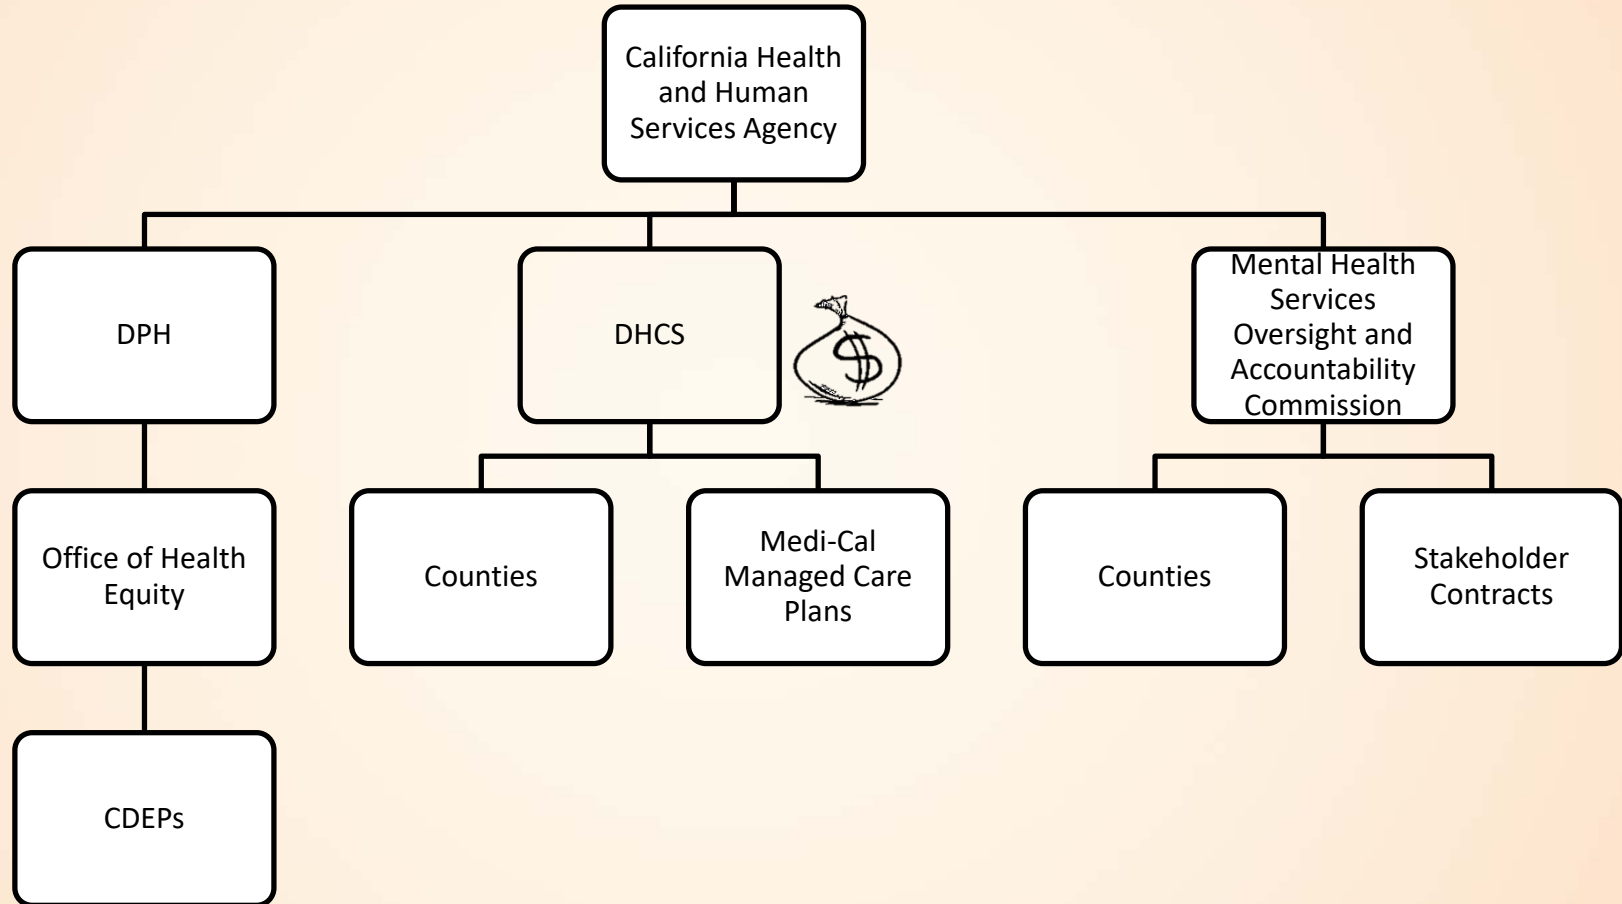 California Health
and Human
Services Agency
DPH
DHCS
$
Mental Health
Services
Oversight and
Accountability
Commission
Office of Health
Equity
Counties
Medi-Cal
Managed Care
Plans
Counties
Stakeholder
Contracts
CDEPs